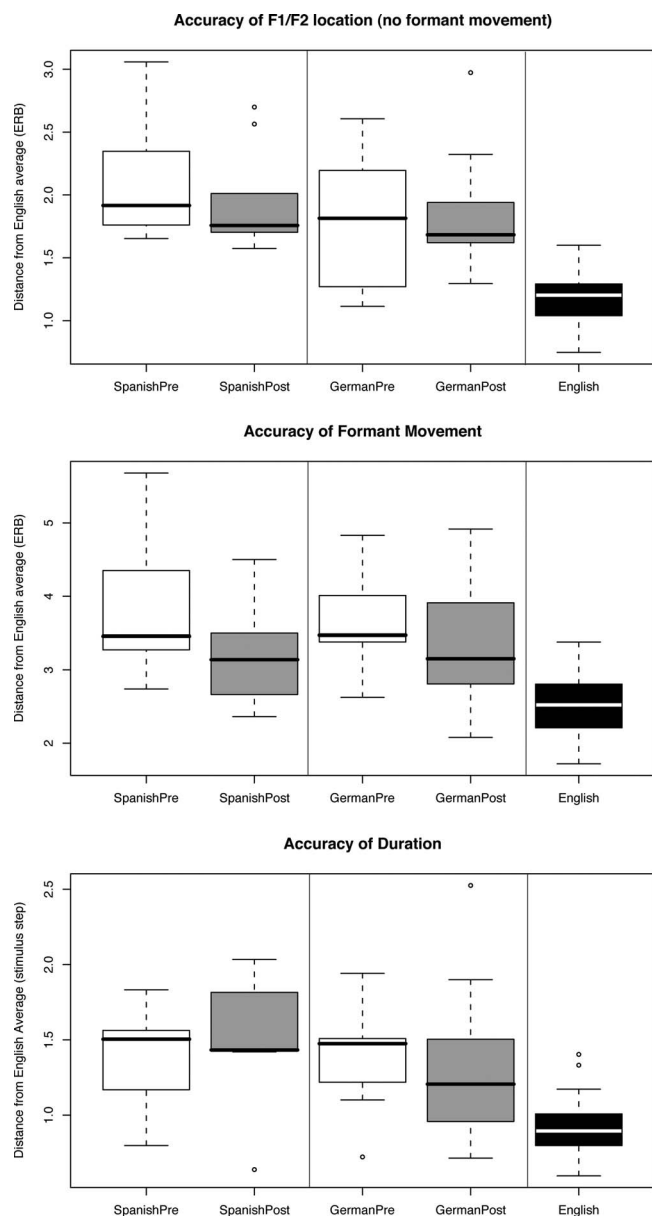 Accuracy of F1/F2 location (no formant movement)
Distance from English average (ERB)
3.0
2.5
2.0
1.5
1.0
SpanishPre SpanishPost GermanPre GermanPost English
Accuracy of Formant Movement
Distance from English average (ERB)
5
4
3
2
SpanishPre SpanishPost GermanPre GermanPost English
Accuracy of Duration
Distance from English Average (stimulus step)
2.5
2.0
1.5
1.0
SpanishPre SpanishPost GermanPre GermanPost English